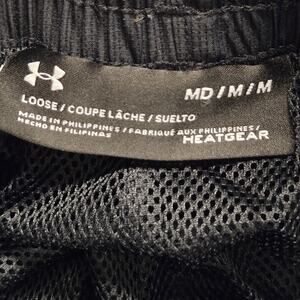 MD / M / M
LOOSE / COUPE LÂCHE / SUELTO
MADE IN PHILIPPINES / FABRIQUÉ AUX PHILIPPINES /
HECHO EN FILIPINAS
HEATGEAR